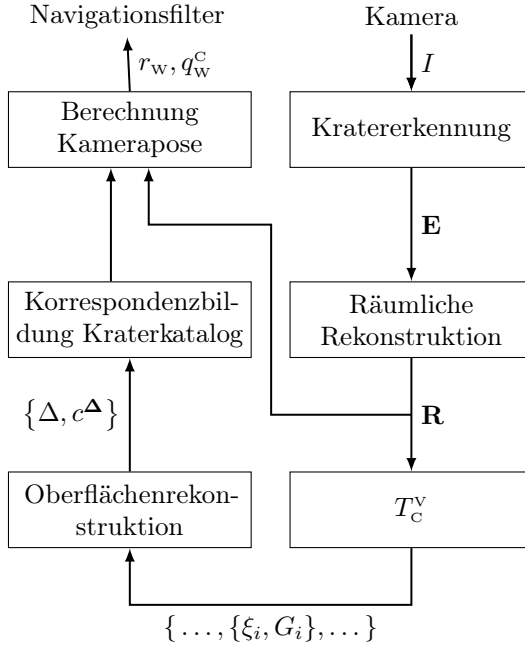 Navigationsfilter
Kamera
r_W, q_W^C
I
Berechnung
Kamerapose
Kratererkennung
E
Korrespondenzbil-
dung Kraterkatalog
Räumliche
Rekonstruktion
{Δ, c^Δ}
R
Oberflächenrekon-
struktion
T_C^V
{…, {ξ_i, G_i}, …}